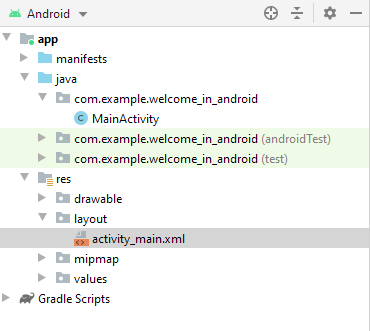 Android
app
manifests
java
com.example.welcome_in_android
MainActivity
com.example.welcome_in_android (androidTest)
com.example.welcome_in_android (test)
res
drawable
layout
activity_main.xml
mipmap
values
Gradle Scripts